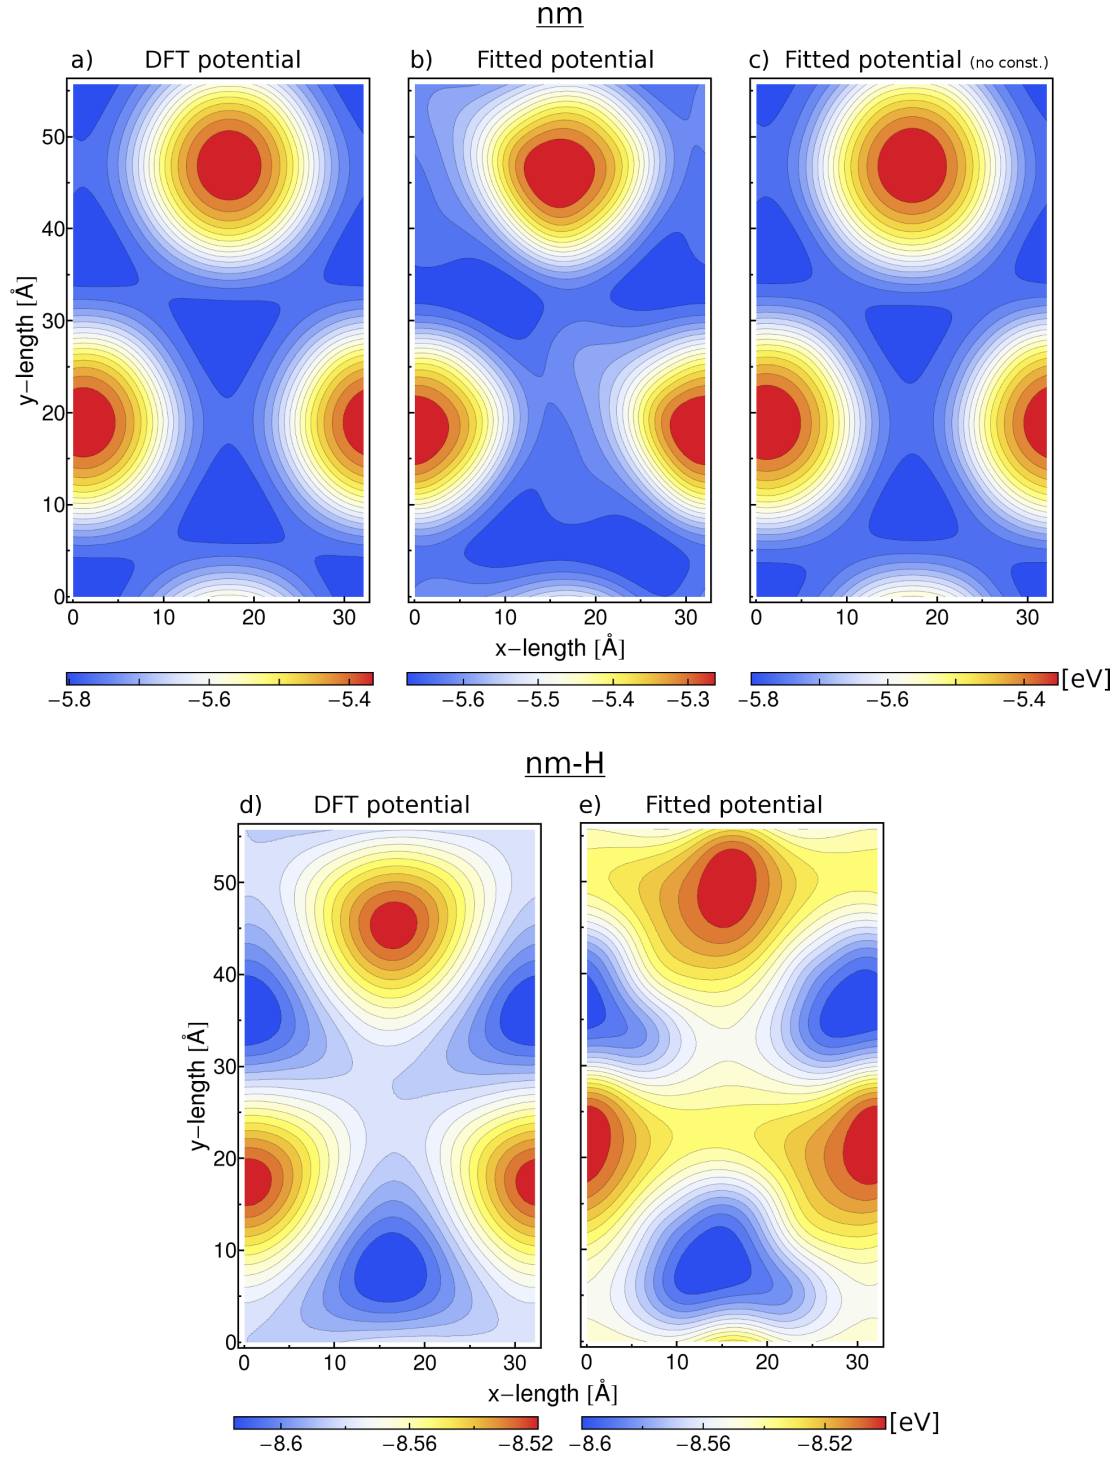 nm
a) DFT potential
b) Fitted potential
c) Fitted potential (no const.)
y−length [Å]
50
40
30
20
10
0
0 10 20 30
0 10 20 30
0 10 20 30
x−length [Å]
−5.8 −5.6 −5.4
−5.6 −5.5 −5.4 −5.3
−5.8 −5.6 −5.4
[eV]
nm-H
d) DFT potential
e) Fitted potential
y−length [Å]
50
40
30
20
10
0
0 10 20 30
0 10 20 30
x−length [Å]
−8.6 −8.56 −8.52
−8.6 −8.56 −8.52
[eV]